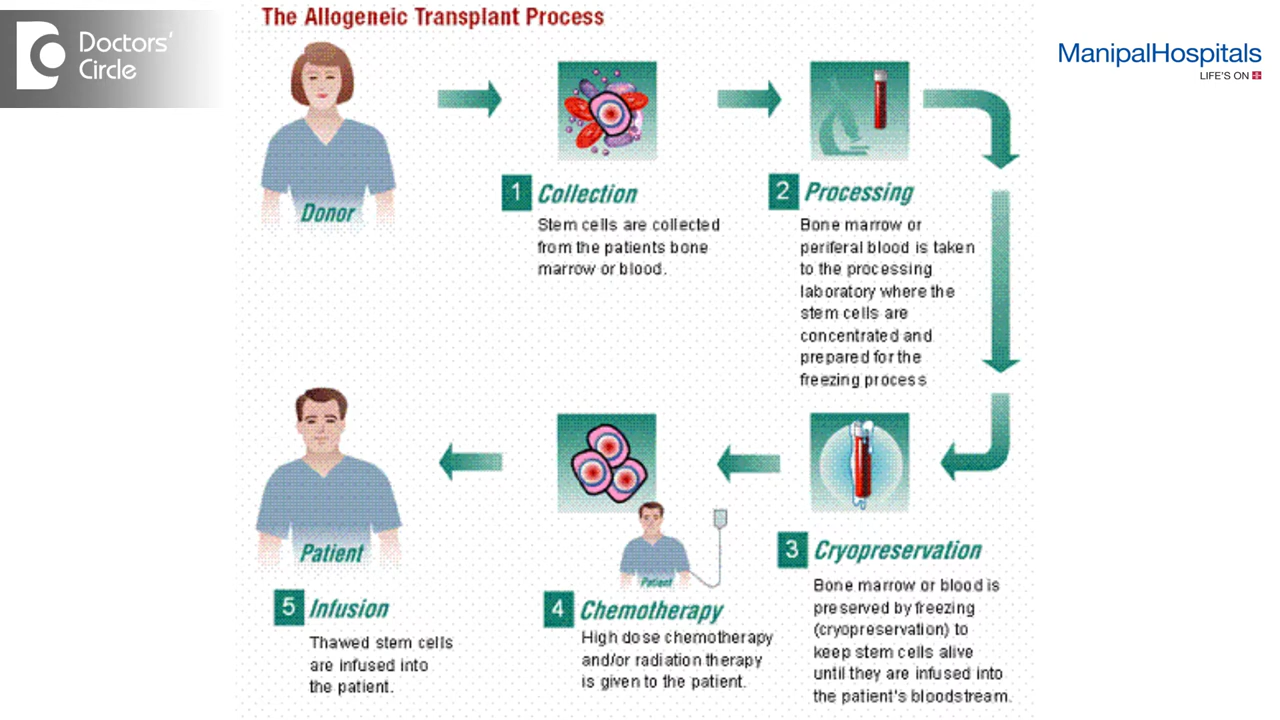 The Allogeneic Transplant Process
Doctors'
Circle
ManipalHospitals
LIFE'S ON
Donor
1 Collection
Stem cells are collected
from the patients bone
marrow or blood.
2 Processing
Bone marrow or
periferal blood is taken
to the processing
laboratory where the
stem cells are
concentrated and
prepared for the
freezing process
3 Cryopreservation
Bone marrow or blood is
preserved by freezing
(cryopreservation) to
keep stem cells alive
until they are infused into
the patient's bloodstream.
Patient
4 Chemotherapy
High dose chemotherapy
and/or radiation therapy
is given to the patient.
Patient
5 Infusion
Thawed stem cells
are infused into
the patient.